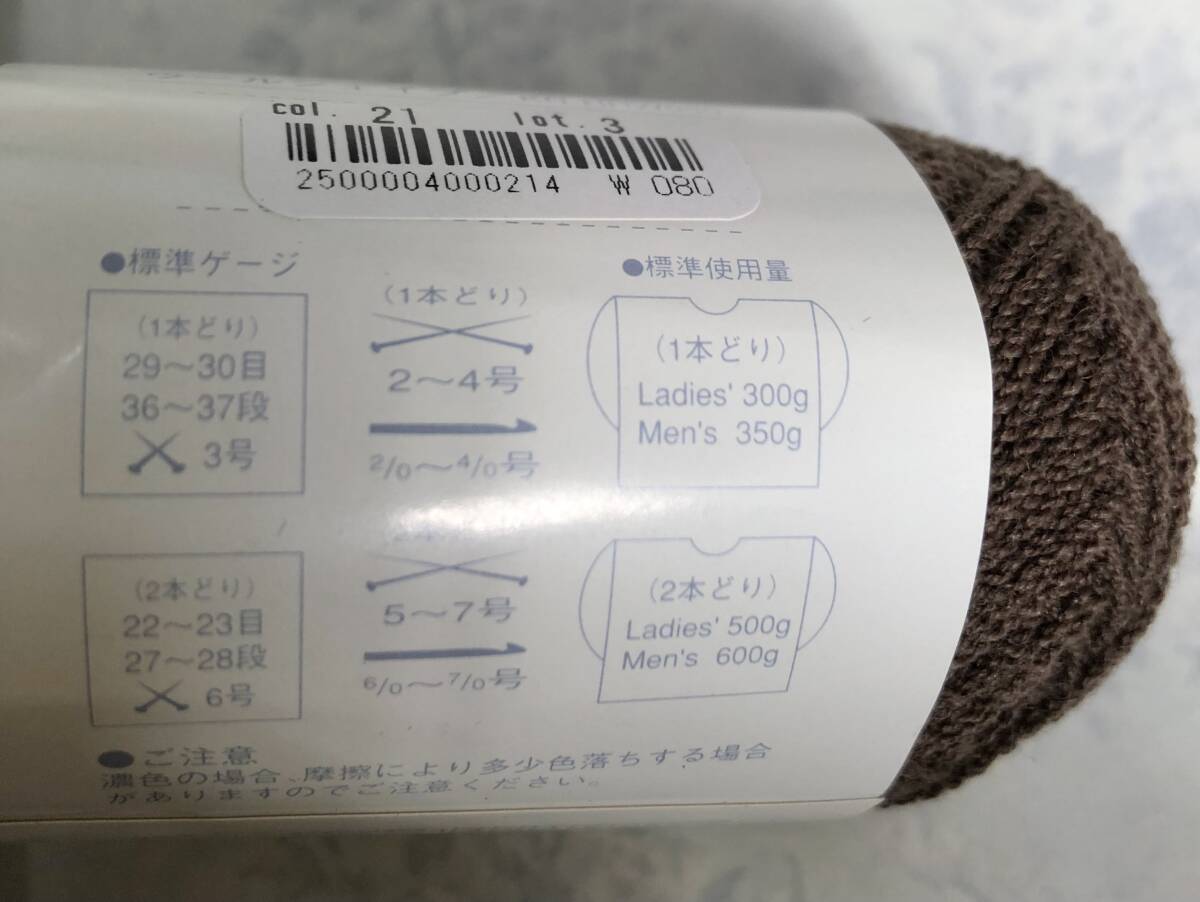 col. 21 lot. 3
2500004000214 W 080
●標準ゲージ
(1本どり)
29〜30目
36〜37段
3号
(1本どり)
2〜4号
2/0〜4/0号
●標準使用量
(1本どり)
Ladies' 300g
Men's 350g
(2本どり)
22〜23目
27〜28段
6号
5〜7号
6/0〜7/0号
(2本どり)
Ladies' 500g
Men's 600g
●ご注意
濃色の場合、摩擦により多少色落ちする場合
がありますのでご注意ください。